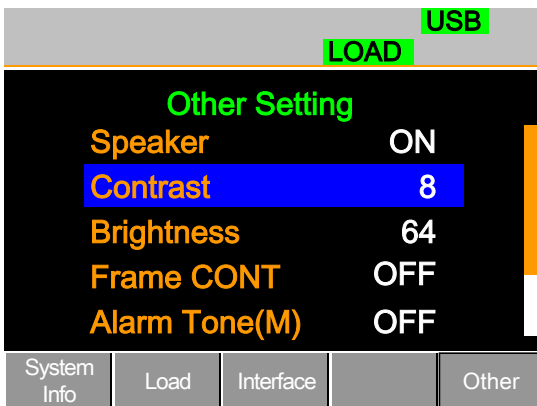 USB
LOAD
Other Setting
Speaker ON
Contrast 8
Brightness 64
Frame CONT OFF
Alarm Tone(M) OFF
System Info Load Interface Other